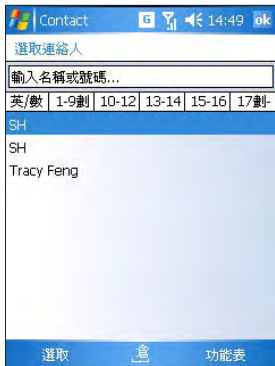 Contact G 14:49 ok
選取連絡人
輸入名稱或號碼...
英/數 1-9劃 10-12 13-14 15-16 17劃-
SH
SH
Tracy Feng
選取 倉 功能表